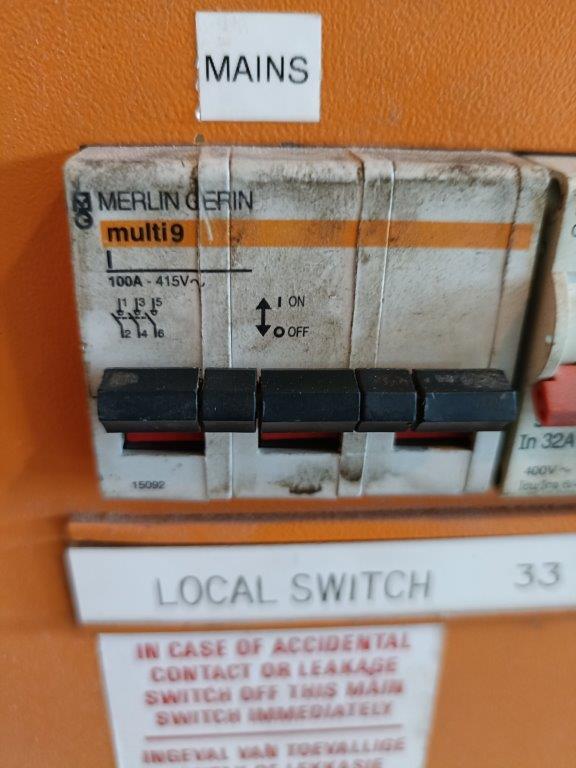 MAINS
MERLIN GERIN
multi9
I
100A - 415V~
1 3 5
2 4 6
I ON
O OFF
15092
In 32A
400V~
LOCAL SWITCH 33
IN CASE OF ACCIDENTAL
CONTACT OR LEAKAGE
SWITCH OFF THIS MAIN
SWITCH IMMEDIATELY
INGEVAL VAN TOEVALLIGE